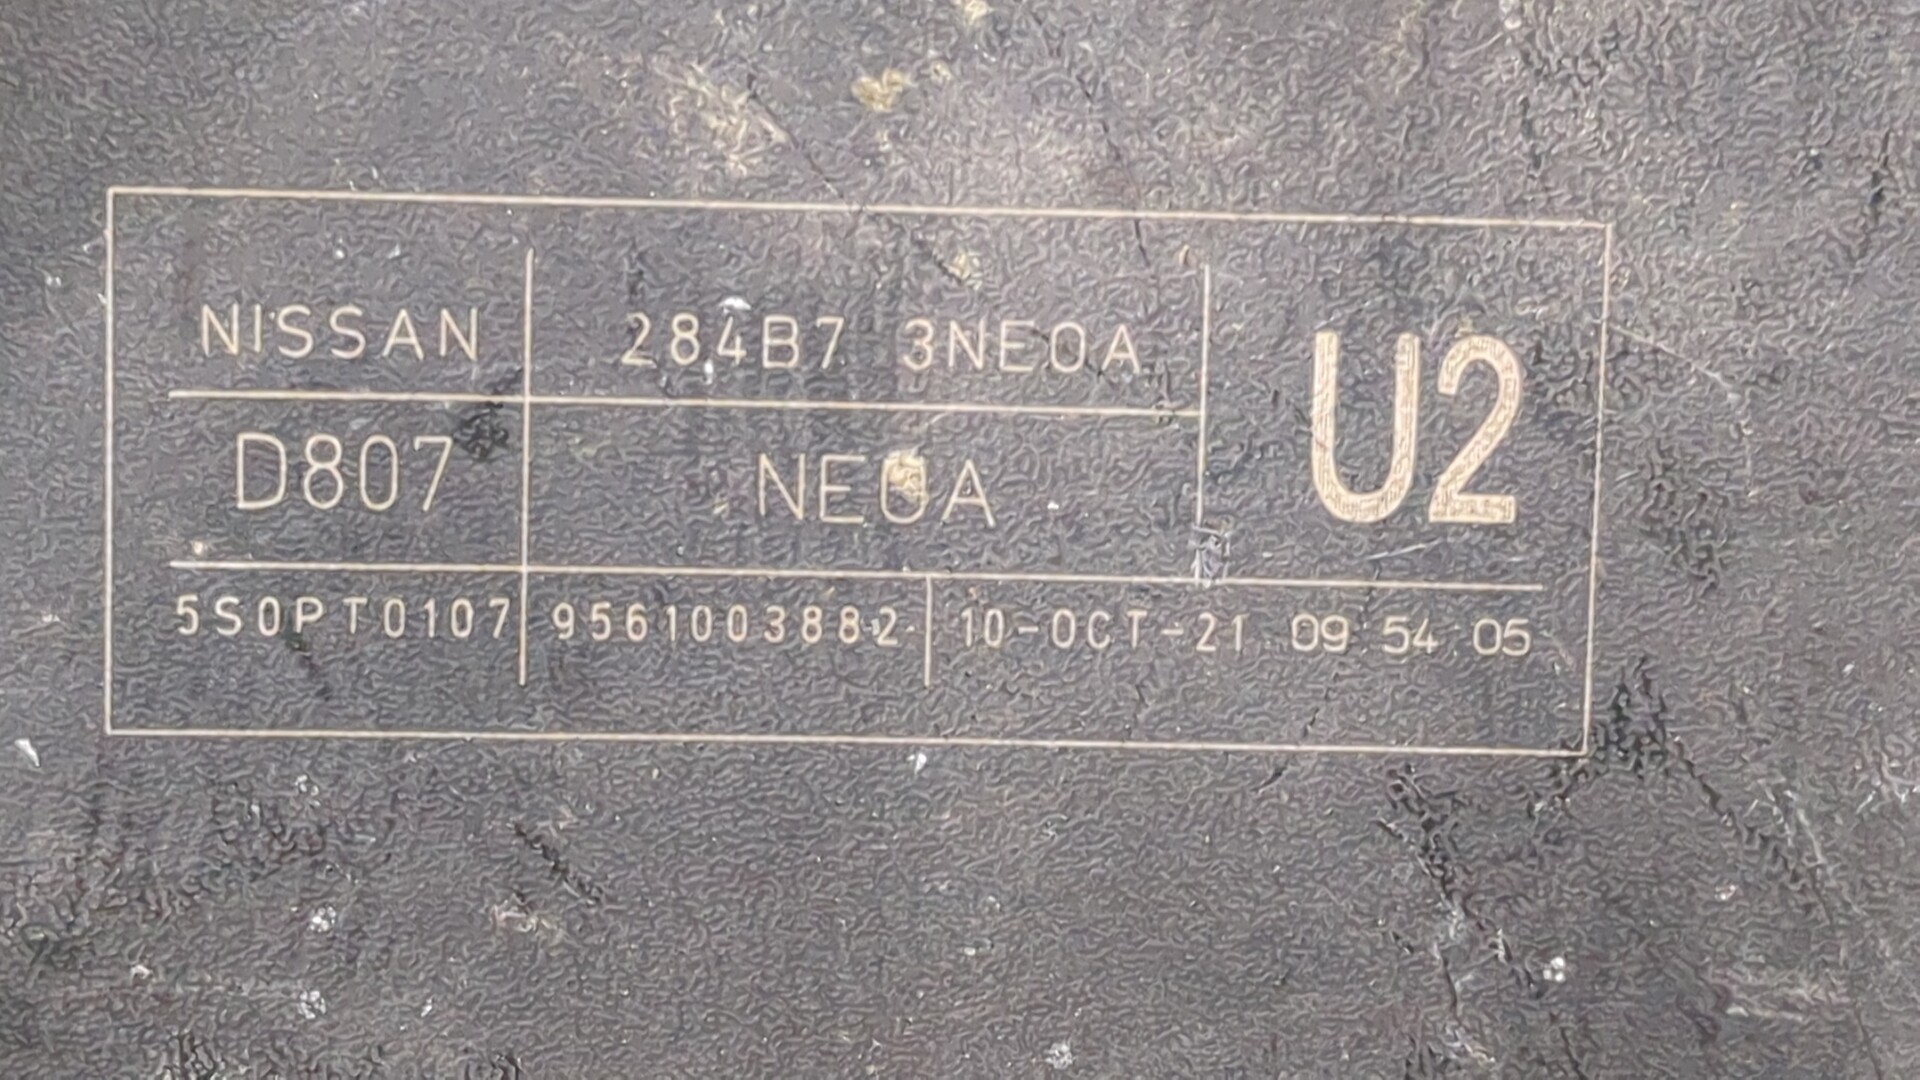 NISSAN 284B7 3NE0A U2
D807 NE0A
5S0PT0107 9561003882 10-OCT-21 09:54:05